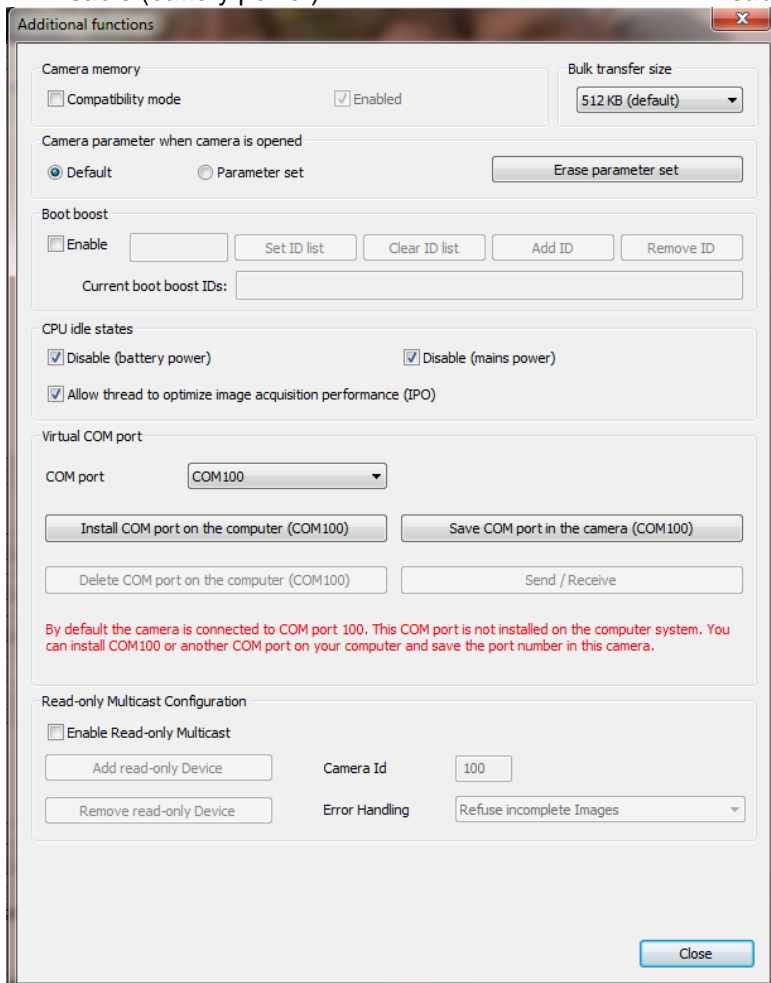 Additional functions
Camera memory
Bulk transfer size
Compatibility mode
Enabled
512 KB (default)
Camera parameter when camera is opened
Default
Parameter set
Erase parameter set
Boot boost
Enable
Set ID list
Clear ID list
Add ID
Remove ID
Current boot boost IDs:
CPU idle states
Disable (battery power)
Disable (mains power)
Allow thread to optimize image acquisition performance (IPO)
Virtual COM port
COM port
COM100
Install COM port on the computer (COM100)
Save COM port in the camera (COM100)
Delete COM port on the computer (COM100)
Send / Receive
By default the camera is connected to COM port 100. This COM port is not installed on the computer system. You
can install COM100 or another COM port on your computer and save the port number in this camera.
Read-only Multicast Configuration
Enable Read-only Multicast
Add read-only Device
Camera Id
100
Remove read-only Device
Error Handling
Refuse incomplete Images
Close